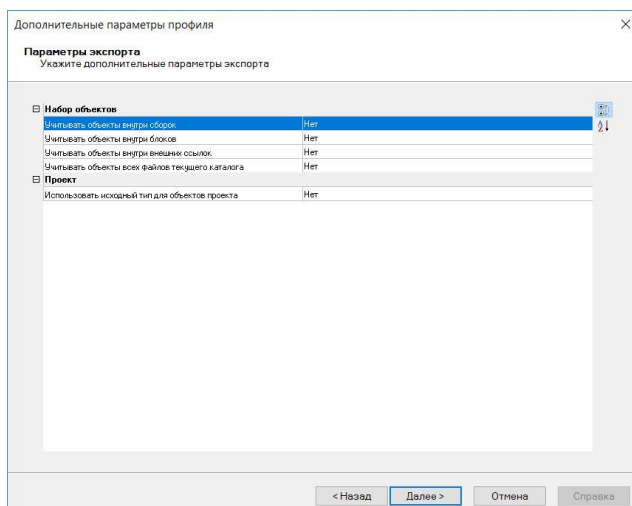 Дополнительные параметры профиля
Параметры экспорта
Укажите дополнительные параметры экспорта
Набор объектов
Учитывать объекты внутри сборок Нет
Учитывать объекты внутри блоков Нет
Учитывать объекты внутри внешних ссылок Нет
Учитывать объекты всех файлов текущего каталога Нет
Проект
Использовать исходный тип для объектов проекта Нет
< Назад Далее > Отмена Справка